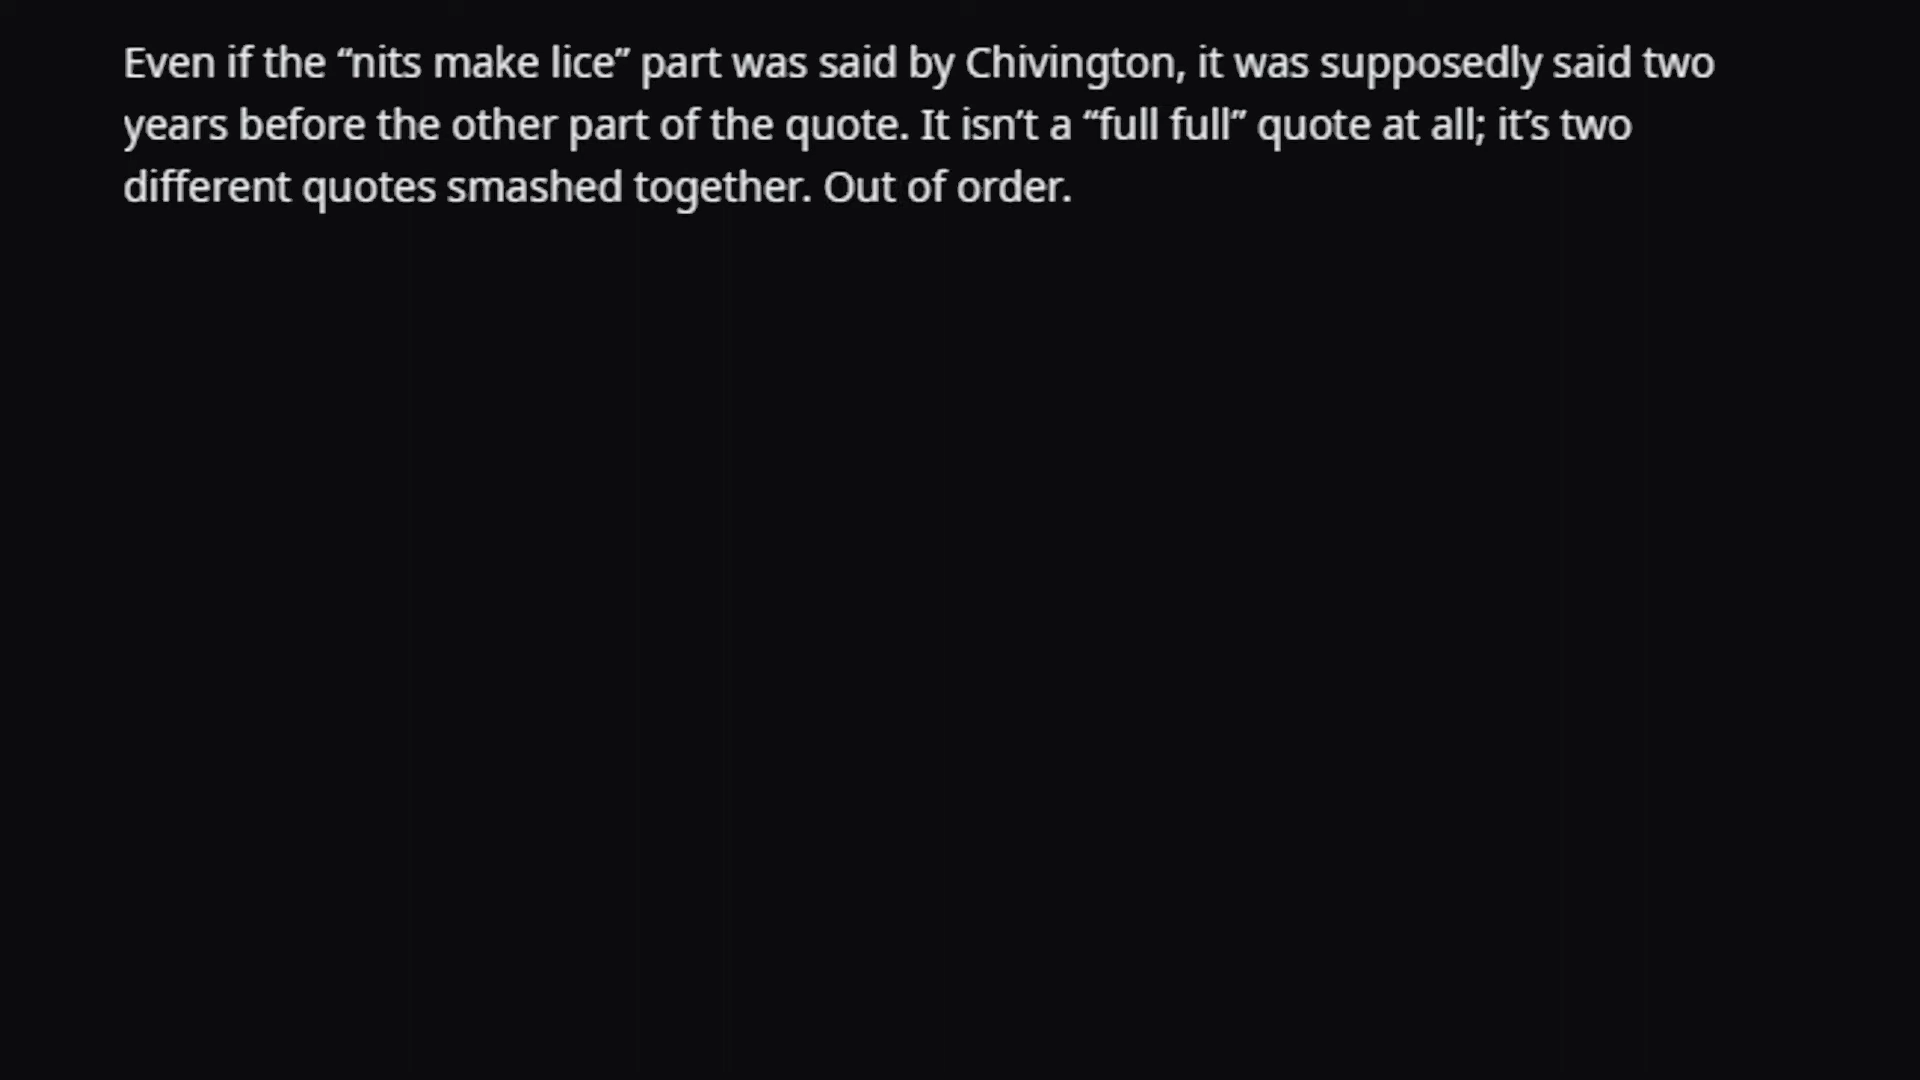 Even if the “nits make lice” part was said by Chivington, it was supposedly said two
years before the other part of the quote. It isn’t a “full full” quote at all; it’s two
different quotes smashed together. Out of order.